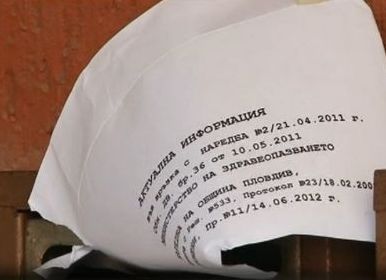 АКТУАЛНА ИНФОРМАЦИЯ
във връзка с НАРЕДБА №2/21.04.2011 г.
ДВ бр.36 от 10.05.2011
МИНИСТЕРСТВО НА ЗДРАВЕОПАЗВАНЕТО
НА ОБЩИНА ПЛОВДИВ,
Реш. №533, Протокол №23/18.02.200
Пр.№11/14.06.2012 г.